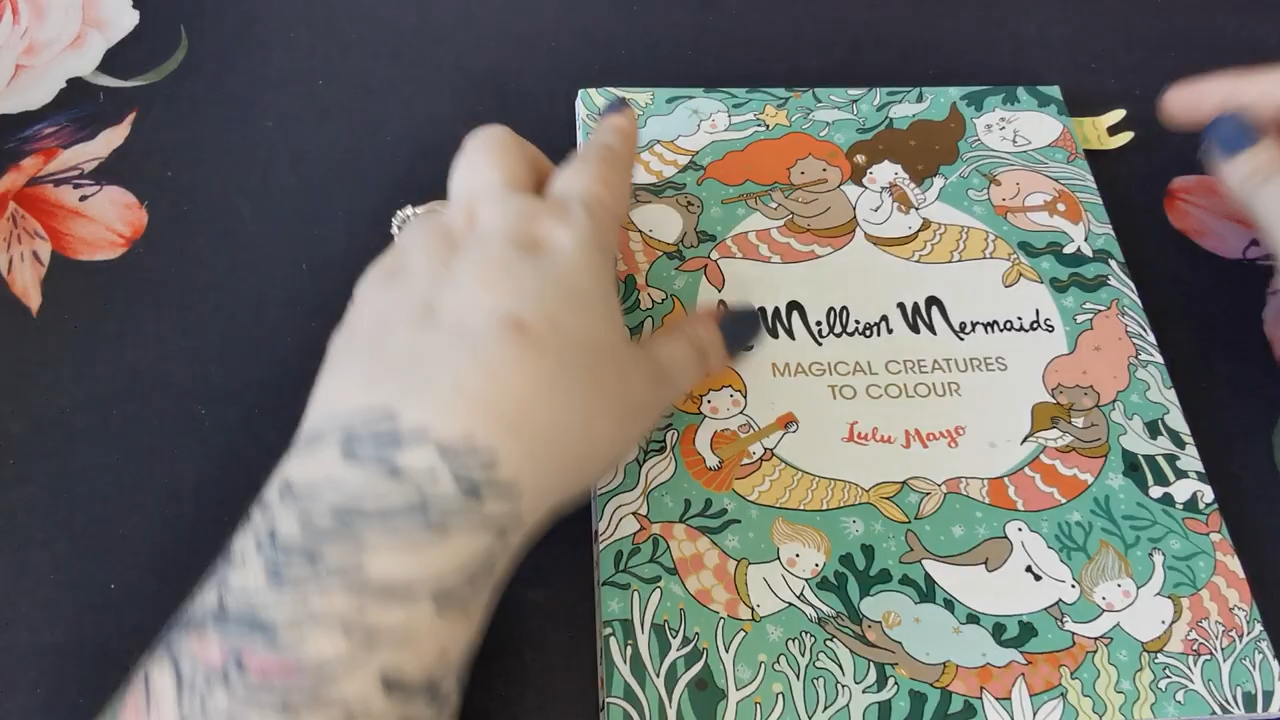 Million Mermaids
MAGICAL CREATURES
TO COLOUR
Lulu Mayo